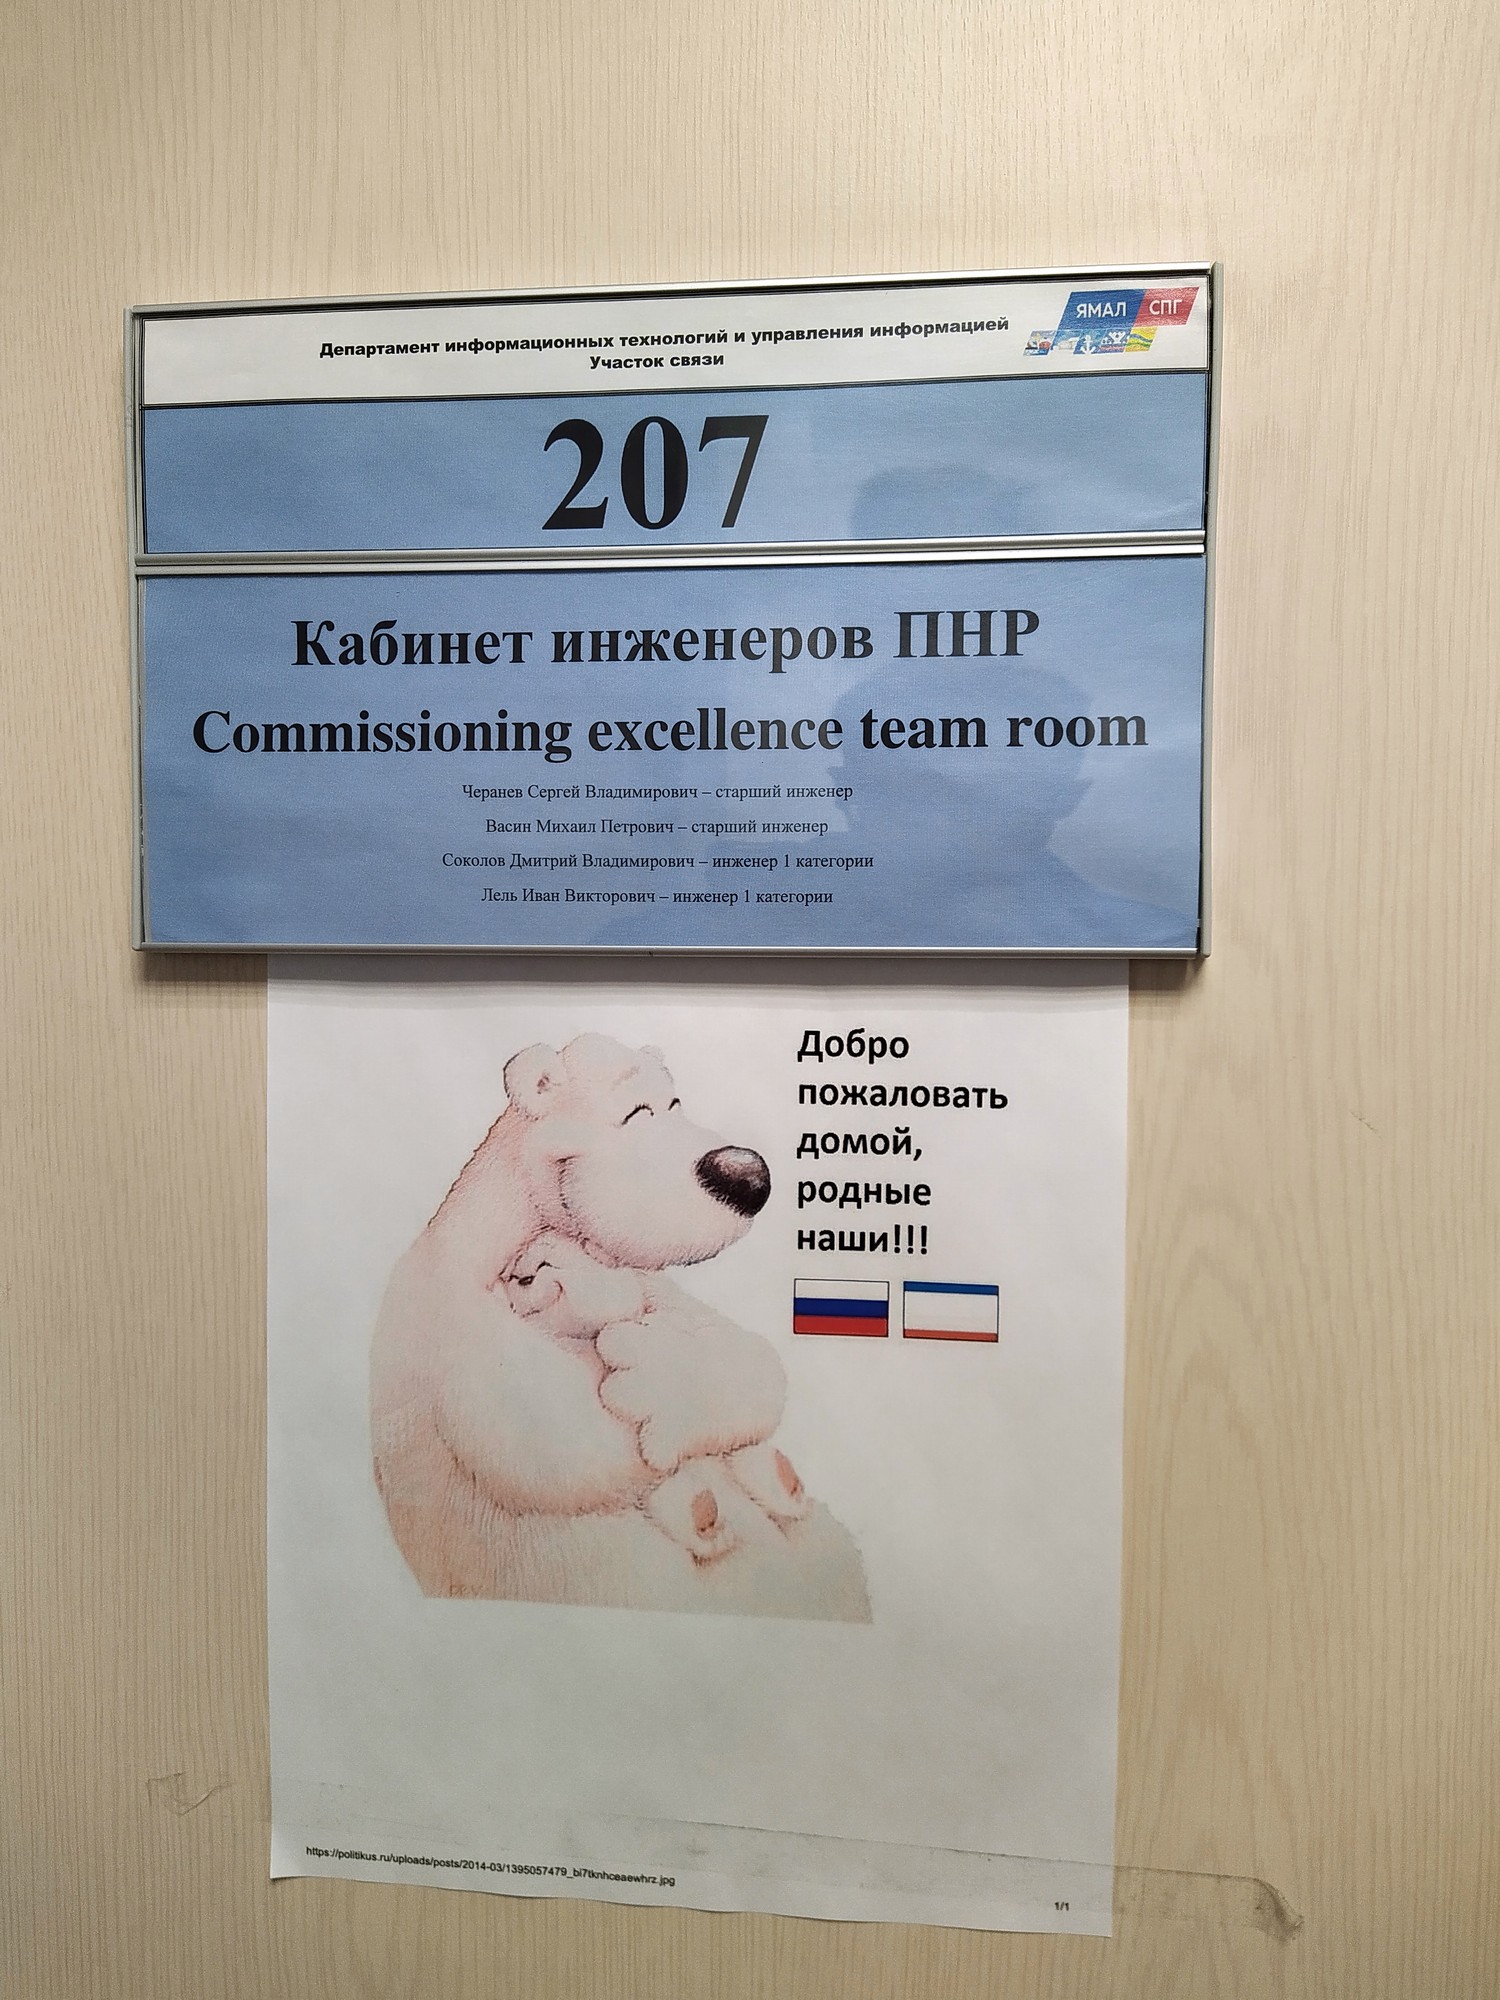 Департамент информационных технологий и управления информацией
Участок связи
ЯМАЛ СПГ
207
Кабинет инженеров ПНР
Commissioning excellence team room
Черанев Сергей Владимирович – старший инженер
Васин Михаил Петрович – старший инженер
Соколов Дмитрий Владимирович – инженер 1 категории
Лель Иван Викторович – инженер 1 категории
Добро
пожаловать
домой,
родные
наши!!!
https://politikus.ru/uploads/posts/2014-03/1395057479_bi7tknhceaewhrz.jpg
1/1